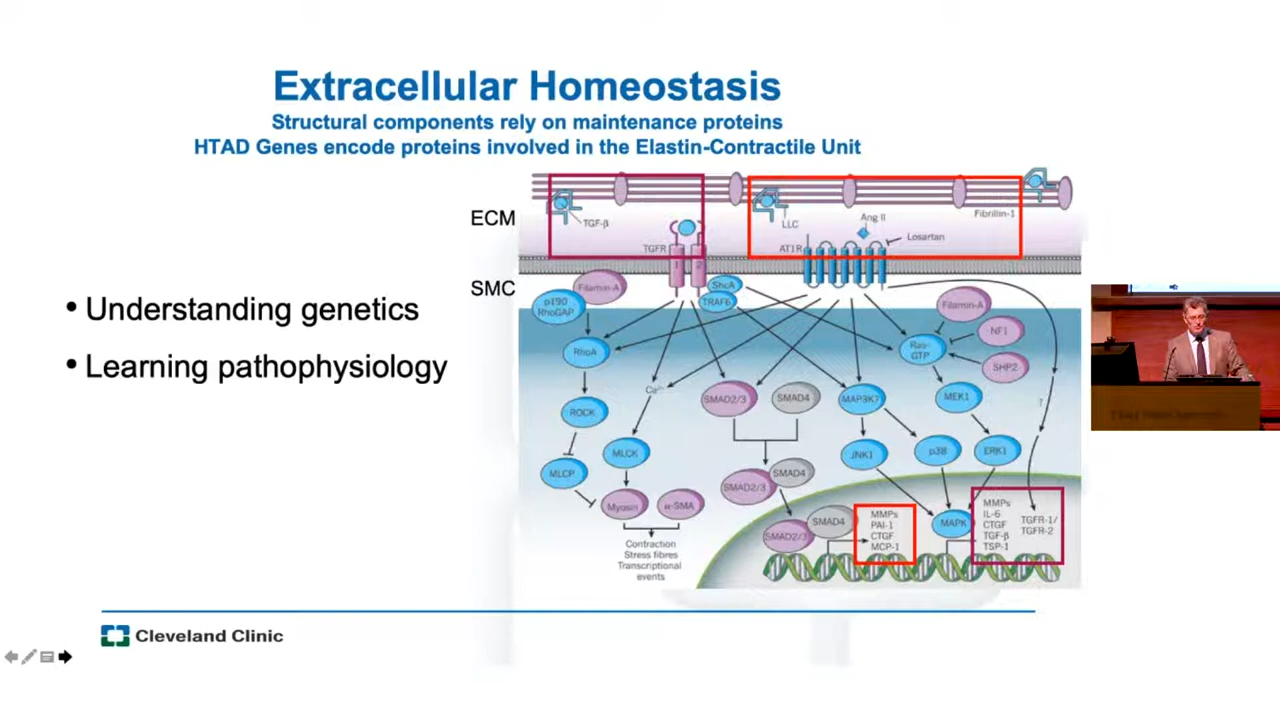 Extracellular Homeostasis
Structural components rely on maintenance proteins
HTAD Genes encode proteins involved in the Elastin-Contractile Unit
• Understanding genetics
• Learning pathophysiology
ECM
SMC
TGF-β
TGFR
1
2
LLC
Ang II
Fibrillin-1
AT1R
Losartan
Filamin-A
p190
RhoGAP
ShcA
TRAF6
Filamin-A
NF1
RhoA
Ras-
GTP
SHP2
Ca²⁺
SMAD2/3
SMAD4
MAP3K7
MEK1
?
ROCK
MLCK
JNK1
p38
ERK1
MLCP
SMAD4
SMAD2/3
Myosin
α-SMA
Contraction
Stress fibres
Transcriptional
events
SMAD4
SMAD2/3
MMPs
PAI-1
CTGF
MCP-1
MAPK
MMPs
IL-6
CTGF
TGF-β
TSP-1
TGFR-1/
TGFR-2
Cleveland Clinic